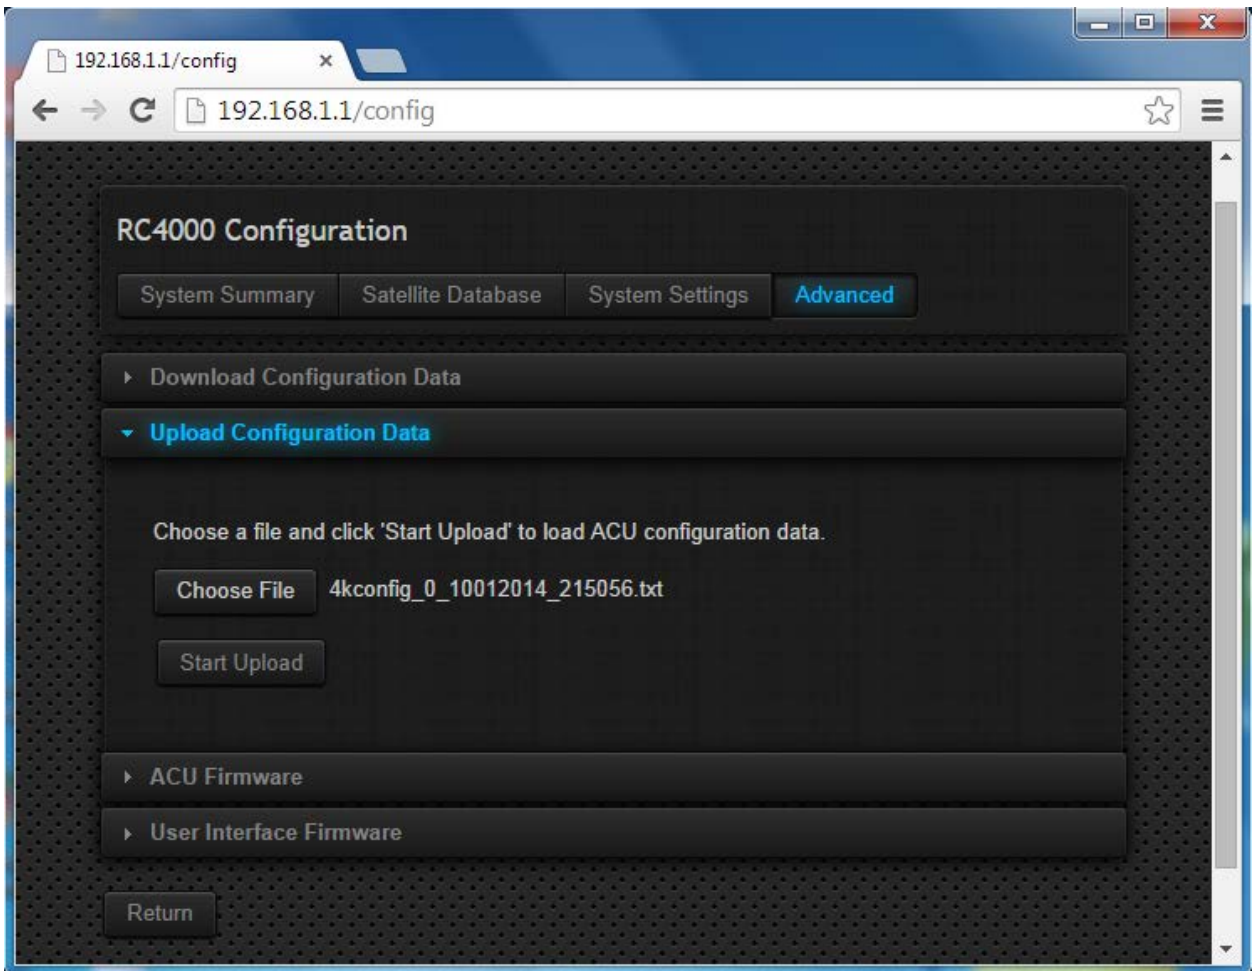 192.168.1.1/config
192.168.1.1/config
RC4000 Configuration
System Summary Satellite Database System Settings Advanced
Download Configuration Data
Upload Configuration Data
Choose a file and click 'Start Upload' to load ACU configuration data.
Choose File 4kconfig_0_10012014_215056.txt
Start Upload
ACU Firmware
User Interface Firmware
Return